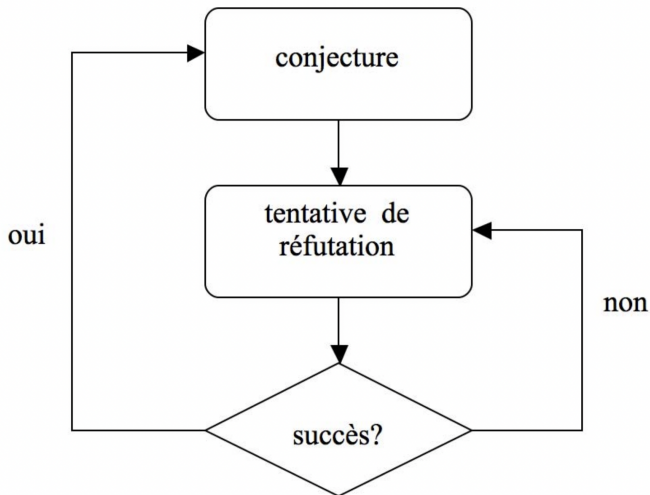 conjecture
tentative de
réfutation
oui
non
succès?